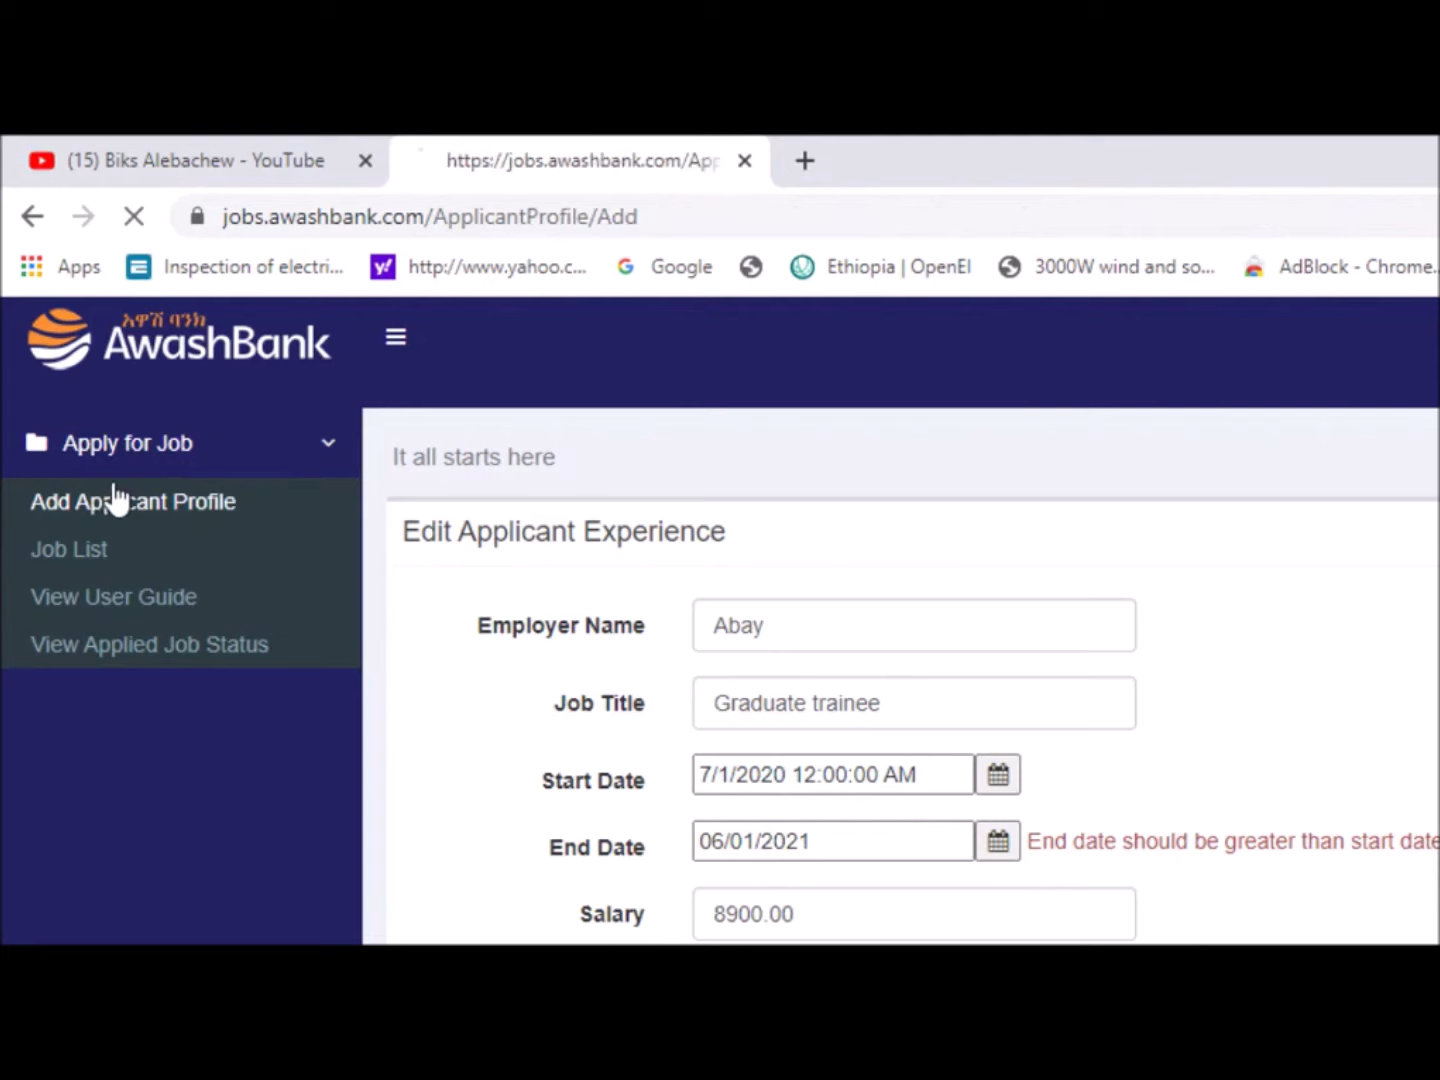 (15) Biks Alebachew - YouTube
https://jobs.awashbank.com/App
jobs.awashbank.com/ApplicantProfile/Add
Apps
Inspection of electri...
http://www.yahoo.c...
Google
Ethiopia | OpenEI
3000W wind and so...
AdBlock - Chrome..
አዋሽ ባንክ
AwashBank
Apply for Job
Add Applicant Profile
Job List
View User Guide
View Applied Job Status
It all starts here
Edit Applicant Experience
Employer Name Abay
Job Title Graduate trainee
Start Date 7/1/2020 12:00:00 AM
End Date 06/01/2021 End date should be greater than start date
Salary 8900.00